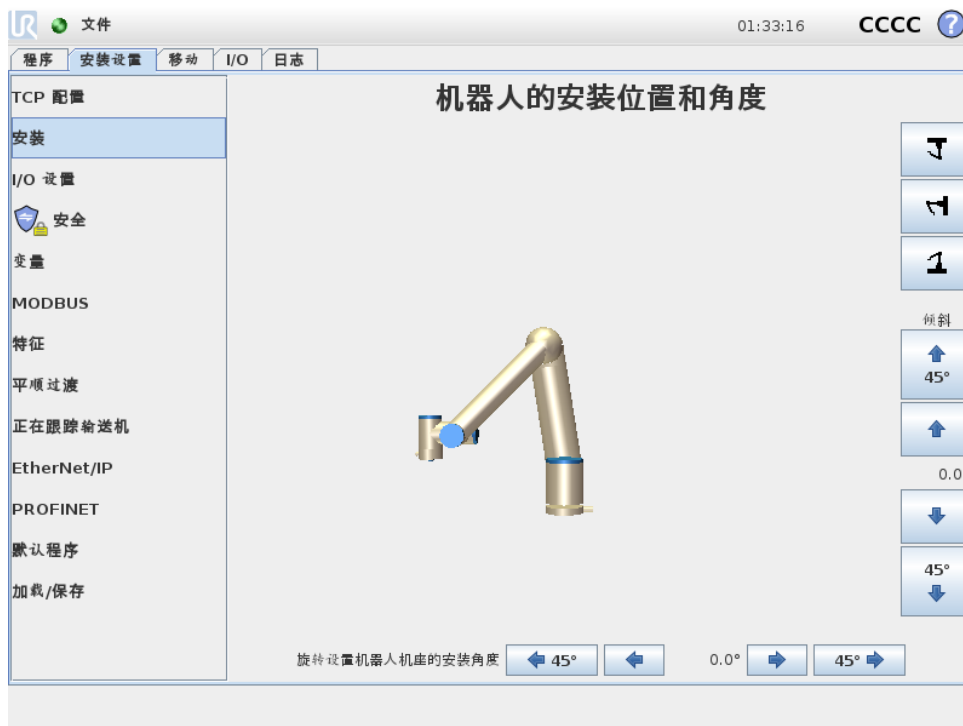 UR 文件 01:33:16 CCCC ?
程序 安装设置 移动 I/O 日志
TCP 配置
安装
I/O 设置
安全
变量
MODBUS
特征
平顺过渡
正在跟踪输送机
EtherNet/IP
PROFINET
默认程序
加载/保存
机器人的安装位置和角度
倾斜
45°
0.0
45°
旋转设置机器人机座的安装角度 45° 0.0° 45°